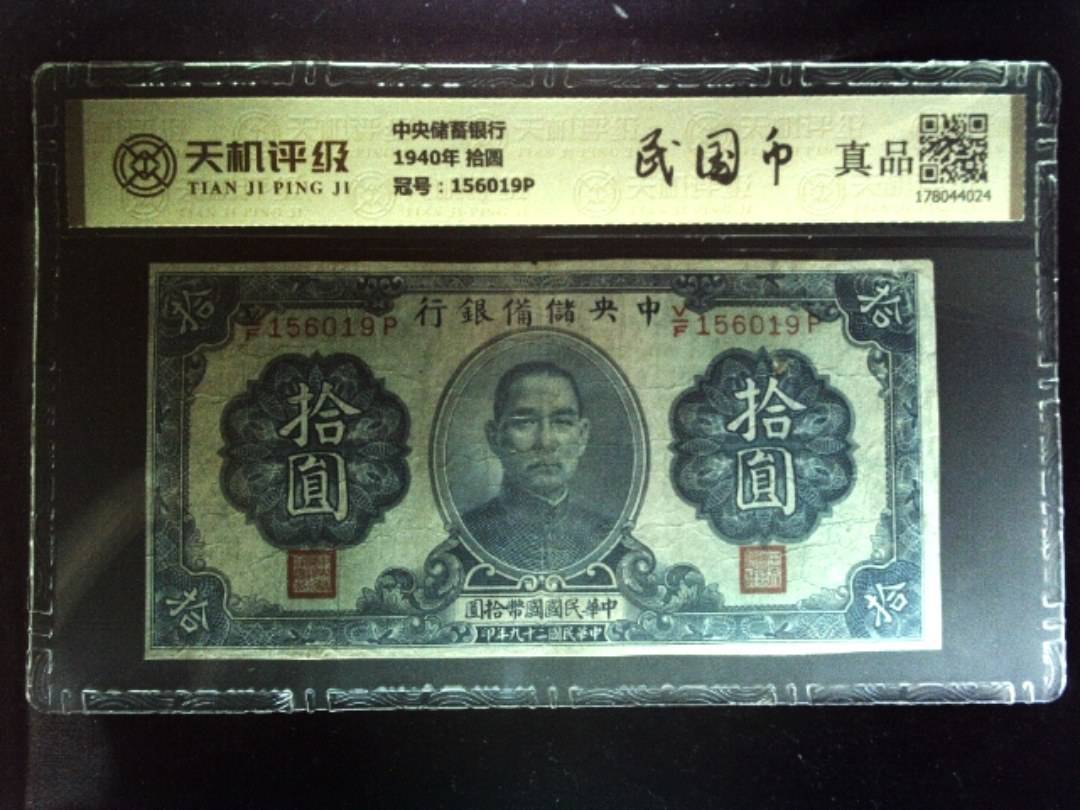 天机评级
TIAN JI PING JI
中央储蓄银行
1940年 拾圆
冠号：156019P
民国币
真品
178044024
拾
行銀備儲央中
拾
V/F 156019P
V/F 156019P
拾圓
拾圓
圓拾幣國國民華中
印年九十二國民華中
拾
拾